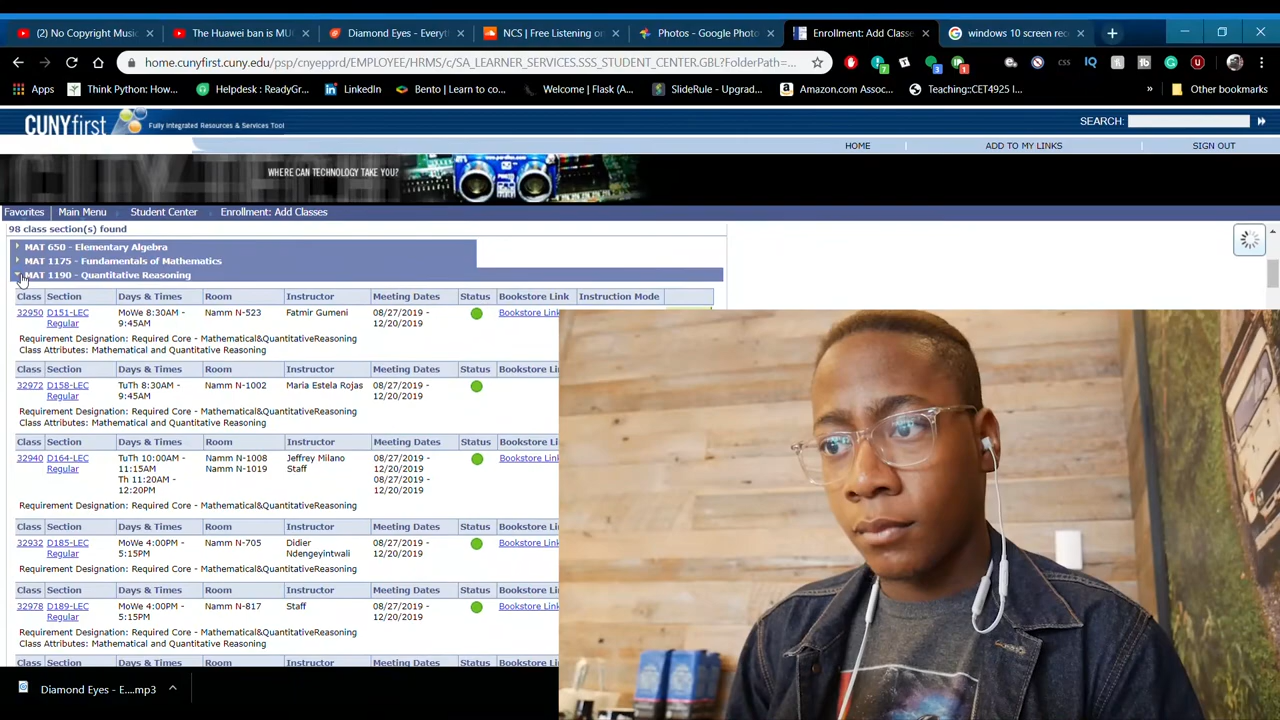 (2) No Copyright Musi
The Huawei ban is MU
Diamond Eyes - Everyt
NCS | Free Listening on
Photos - Google Photo
Enrollment: Add Classe
windows 10 screen rec
home.cunyfirst.cuny.edu/psp/cnyepprd/EMPLOYEE/HRMS/c/SA_LEARNER_SERVICES.SSS_STUDENT_CENTER.GBL?FolderPath=...
Apps
Think Python: How...
Helpdesk : ReadyGr...
LinkedIn
Bento | Learn to co...
Welcome | Flask (A...
SlideRule - Upgrad...
Amazon.com Assoc...
Teaching::CET4925 I...
»
Other bookmarks
CUNYfirst Fully Integrated Resources & Services Tool
SEARCH:
HOME | ADD TO MY LINKS | SIGN OUT
CITY TECH
WHERE CAN TECHNOLOGY TAKE YOU?
Favorites Main Menu Student Center Enrollment: Add Classes
98 class section(s) found
MAT 650 - Elementary Algebra
MAT 1175 - Fundamentals of Mathematics
MAT 1190 - Quantitative Reasoning
Class Section Days & Times Room Instructor Meeting Dates Status Bookstore Link Instruction Mode
32950 D151-LEC MoWe 8:30AM - Namm N-523 Fatmir Gumeni 08/27/2019 - Bookstore Link
Regular 9:45AM 12/20/2019
Requirement Designation: Required Core - Mathematical&QuantitativeReasoning
Class Attributes: Mathematical and Quantitative Reasoning
Class Section Days & Times Room Instructor Meeting Dates Status Bookstore Lin
32972 D158-LEC TuTh 8:30AM - Namm N-1002 Maria Estela Rojas 08/27/2019 - Bookstore Link
Regular 9:45AM 12/20/2019
Requirement Designation: Required Core - Mathematical&QuantitativeReasoning
Class Attributes: Mathematical and Quantitative Reasoning
Class Section Days & Times Room Instructor Meeting Dates Status Bookstore Lin
32940 D164-LEC TuTh 10:00AM - Namm N-1008 Jeffrey Milano 08/27/2019 - Bookstore Link
Regular 11:15AM Namm N-1019 Staff 12/20/2019
Th 11:20AM - 08/27/2019 -
12:20PM 12/20/2019
Requirement Designation: Required Core - Mathematical&QuantitativeReasoning
Class Section Days & Times Room Instructor Meeting Dates Status Bookstore Lin
32932 D185-LEC MoWe 4:00PM - Namm N-705 Didier 08/27/2019 - Bookstore Link
Regular 5:15PM Ndengeyintwali 12/20/2019
Requirement Designation: Required Core - Mathematical&QuantitativeReasoning
Class Section Days & Times Room Instructor Meeting Dates Status Bookstore Lin
32978 D189-LEC MoWe 4:00PM - Namm N-817 Staff 08/27/2019 - Bookstore Link
Regular 5:15PM 12/20/2019
Requirement Designation: Required Core - Mathematical&QuantitativeReasoning
Class Attributes: Mathematical and Quantitative Reasoning
Class Section Days & Times Room Instructor Meeting Dates Status Bookstore Lin
Diamond Eyes - E....mp3